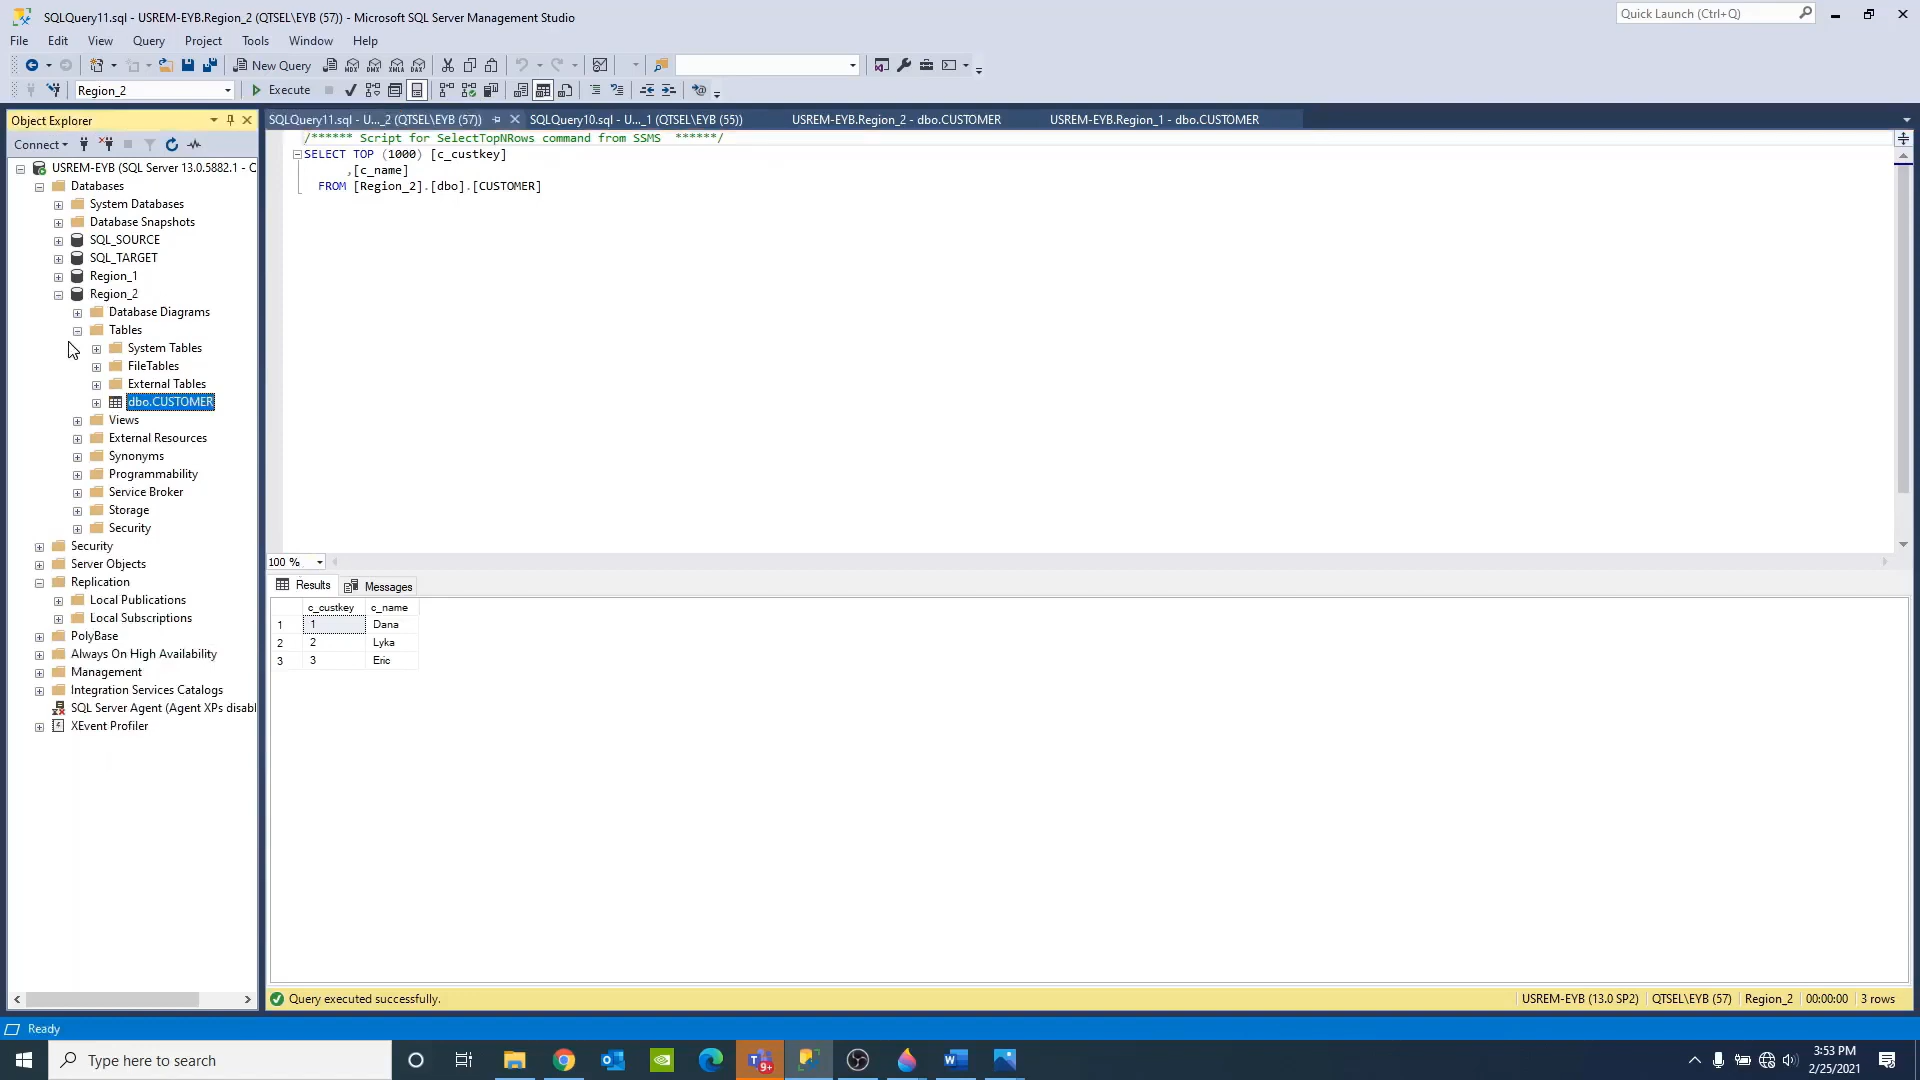 SQLQuery11.sql - USREM-EYB.Region_2 (QTSEL\EYB (57)) - Microsoft SQL Server Management Studio
Quick Launch (Ctrl+Q)
File Edit View Query Project Tools Window Help
New Query
Region_2
Execute
Object Explorer
SQLQuery11.sql - U..._2 (QTSEL\EYB (57))
SQLQuery10.sql - U..._1 (QTSEL\EYB (55))
USREM-EYB.Region_2 - dbo.CUSTOMER
USREM-EYB.Region_1 - dbo.CUSTOMER
Connect
USREM-EYB (SQL Server 13.0.5882.1 - Q
Databases
System Databases
Database Snapshots
SQL_SOURCE
SQL_TARGET
Region_1
Region_2
Database Diagrams
Tables
System Tables
FileTables
External Tables
dbo.CUSTOMER
Views
External Resources
Synonyms
Programmability
Service Broker
Storage
Security
Security
Server Objects
Replication
Local Publications
Local Subscriptions
PolyBase
Always On High Availability
Management
Integration Services Catalogs
SQL Server Agent (Agent XPs disabl
XEvent Profiler
/****** Script for SelectTopNRows command from SSMS  ******/
SELECT TOP (1000) [c_custkey]
,[c_name]
FROM [Region_2].[dbo].[CUSTOMER]
100 %
Results
Messages
c_custkey c_name
1 1 Dana
2 2 Lyka
3 3 Eric
Query executed successfully.
USREM-EYB (13.0 SP2)
QTSEL\EYB (57)
Region_2
00:00:00
3 rows
Ready
Type here to search
9+
3:53 PM
2/25/2021